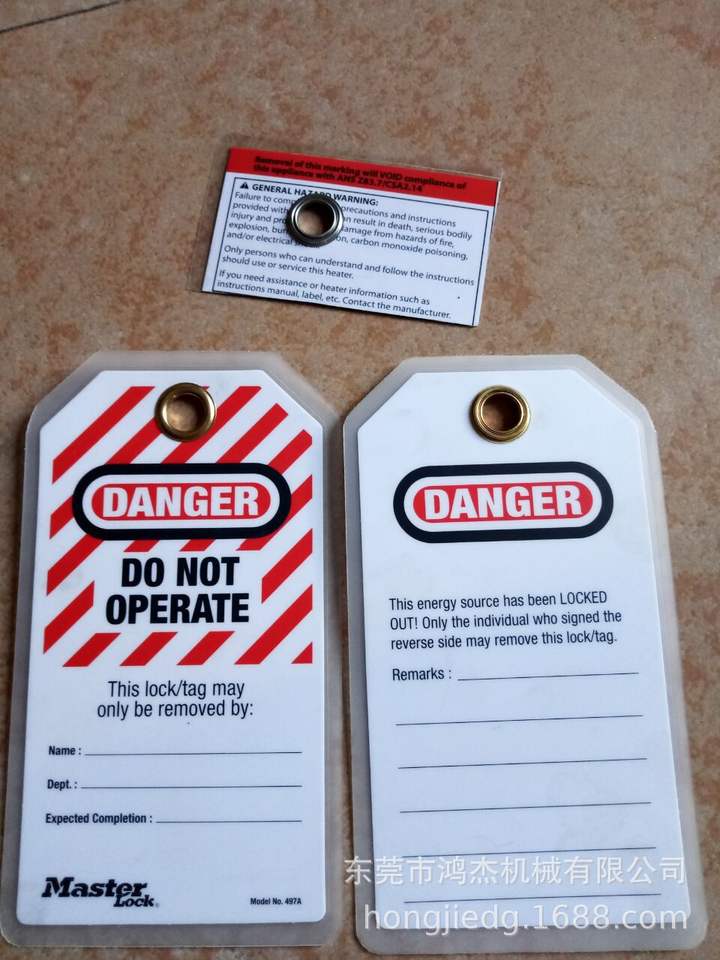 Removal of this marking will VOID compliance of
this appliance with ANS Z83.7/CSA2.14
GENERAL HAZARD WARNING:
Failure to comp precautions and instructions
provided with n result in death, serious bodily
injury and pro damage from hazards of fire,
explosion, bu on, carbon monoxide poisoning,
and/or electrical
Only persons who can understand and follow the instructions
should use or service this heater.
If you need assistance or heater information such as
instructions manual, label, etc. Contact the manufacturer.
DANGER
DO NOT
OPERATE
This lock/tag may
only be removed by:
Name :
Dept. :
Expected Completion :
Master
Lock®
Model No. 497A
DANGER
This energy source has been LOCKED
OUT! Only the individual who signed the
reverse side may remove this lock/tag.
Remarks :
东莞市鸿杰机械有限公司
hongjiedg.1688.com